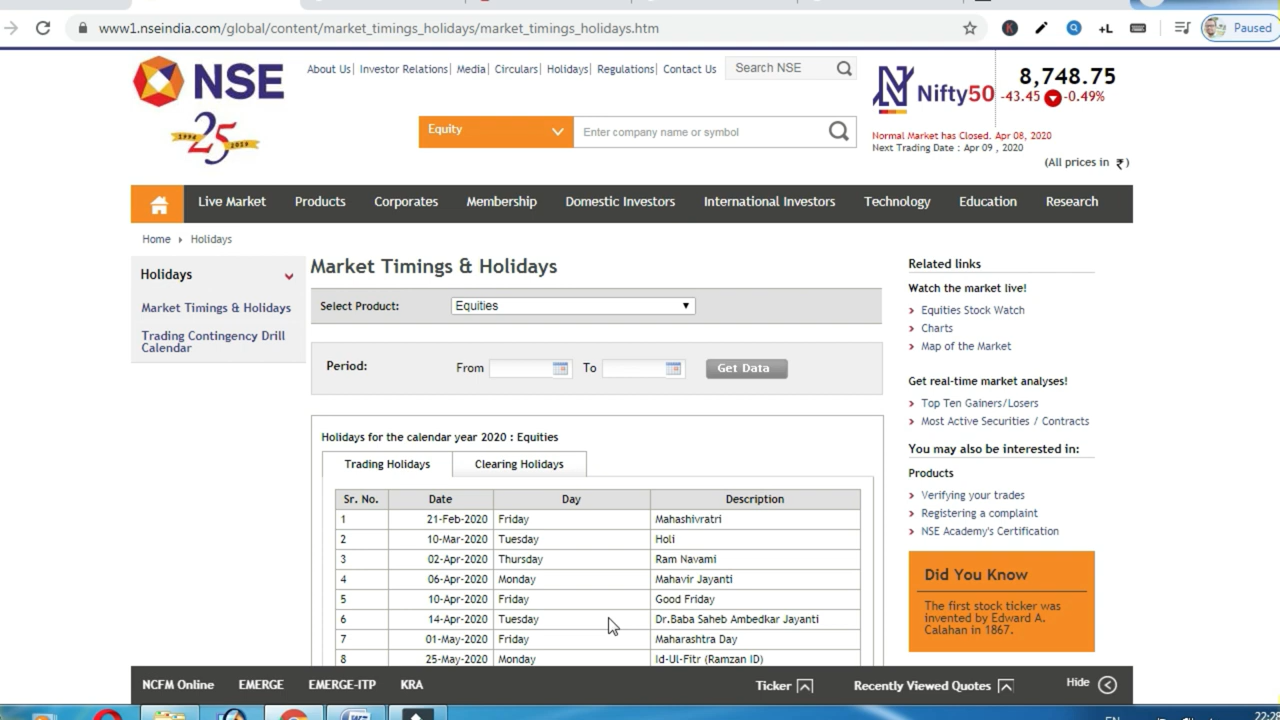 www1.nseindia.com/global/content/market_timings_holidays/market_timings_holidays.htm
+L
Paused
NSE
1994 25 2019
About Us| Investor Relations| Media| Circulars| Holidays| Regulations| Contact Us
Search NSE
Equity
Enter company name or symbol
Nifty50
8,748.75
-43.45 -0.49%
Normal Market has Closed. Apr 08, 2020
Next Trading Date : Apr 09 , 2020
(All prices in ₹)
Live Market Products Corporates Membership Domestic Investors International Investors Technology Education Research
Home Holidays
Holidays
Market Timings & Holidays
Trading Contingency Drill
Calendar
Market Timings & Holidays
Select Product: Equities
Period: From To Get Data
Holidays for the calendar year 2020 : Equities
Trading Holidays Clearing Holidays
Sr. No. Date Day Description
1 21-Feb-2020 Friday Mahashivratri
2 10-Mar-2020 Tuesday Holi
3 02-Apr-2020 Thursday Ram Navami
4 06-Apr-2020 Monday Mahavir Jayanti
5 10-Apr-2020 Friday Good Friday
6 14-Apr-2020 Tuesday Dr.Baba Saheb Ambedkar Jayanti
7 01-May-2020 Friday Maharashtra Day
8 25-May-2020 Monday Id-Ul-Fitr (Ramzan ID)
Related links
Watch the market live!
Equities Stock Watch
Charts
Map of the Market
Get real-time market analyses!
Top Ten Gainers/Losers
Most Active Securities / Contracts
You may also be interested in:
Products
Verifying your trades
Registering a complaint
NSE Academy's Certification
Did You Know
The first stock ticker was
invented by Edward A.
Calahan in 1867.
NCFM Online EMERGE EMERGE-ITP KRA Ticker Recently Viewed Quotes Hide